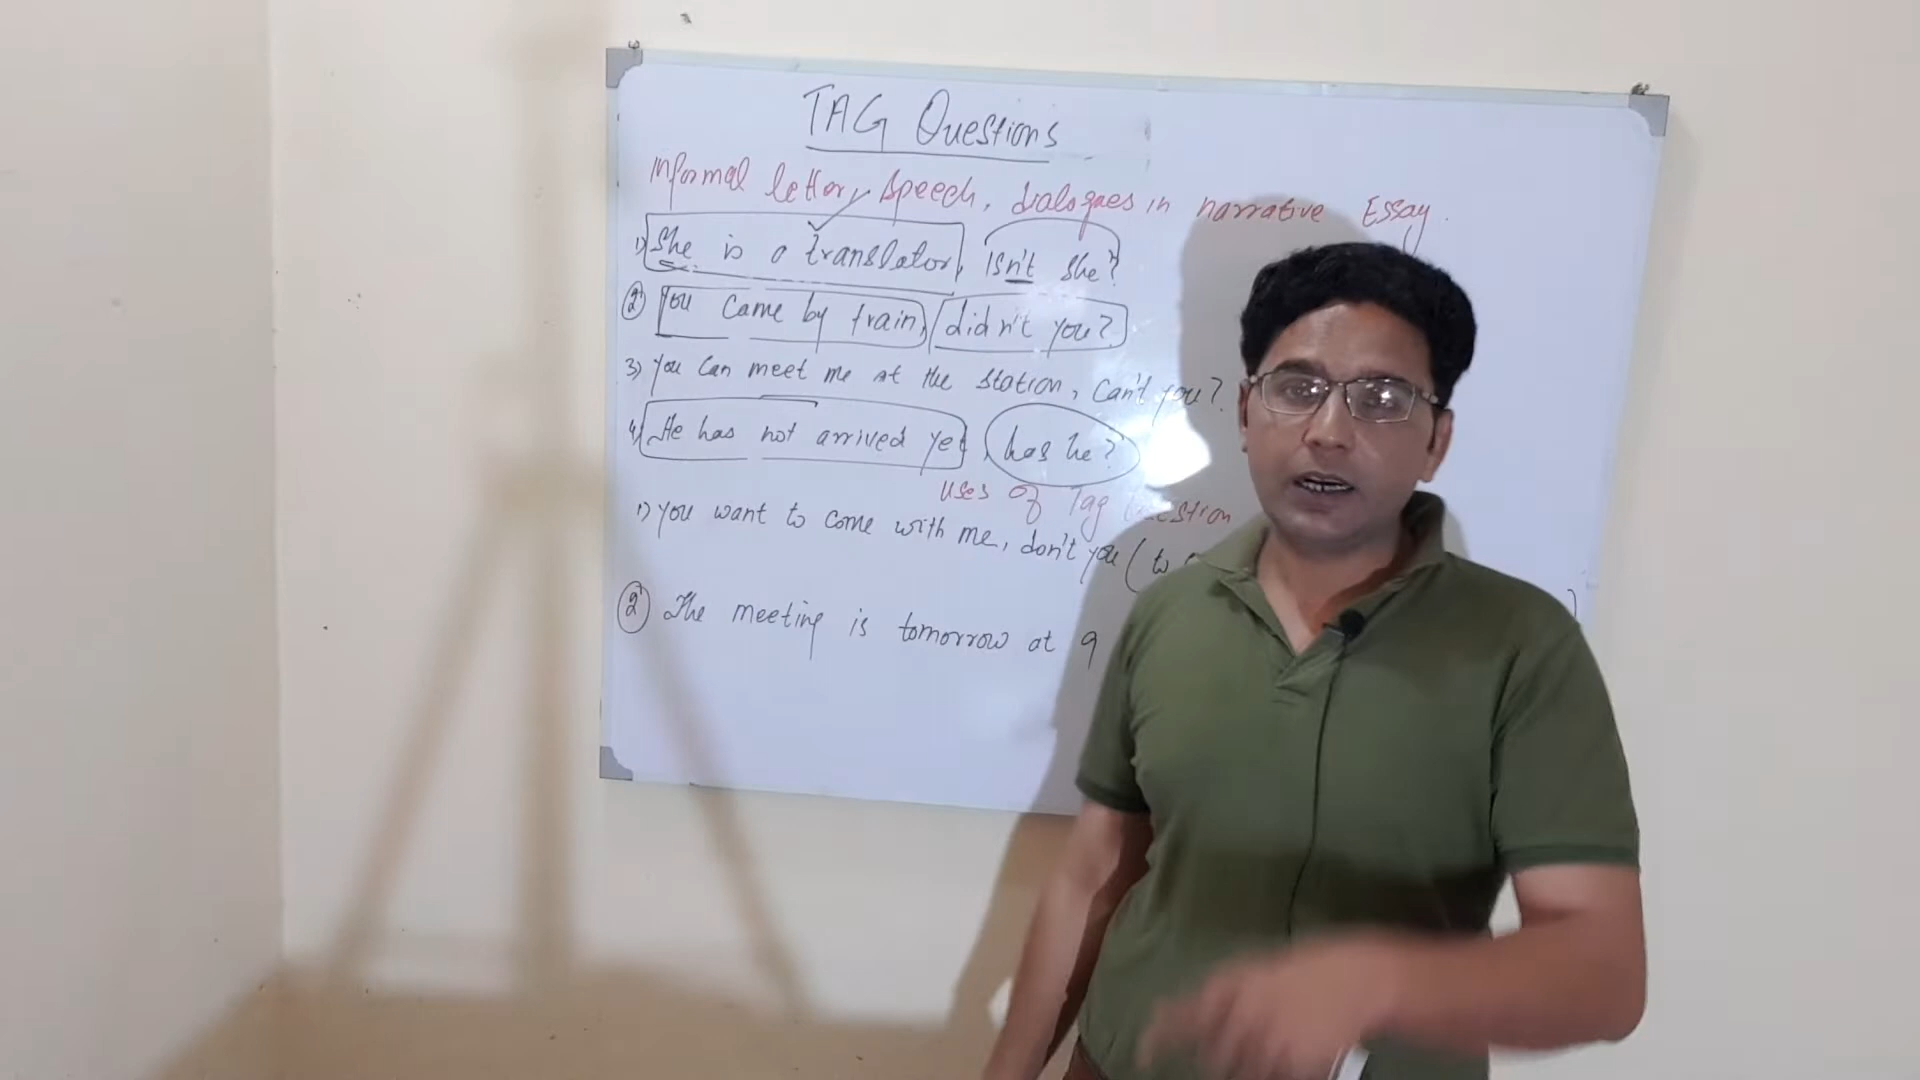 TAG Questions
Informal letter, speech, dialogues in narrative Essay.
1) She is a translator, isn't she?
2 You came by train, didn't you?
3) you can meet me at the station, can't you?
4) He has not arrived yet, has he?
Uses of Tag Question
1) you want to come with me, don't you (to
2 The meeting is tomorrow at 9